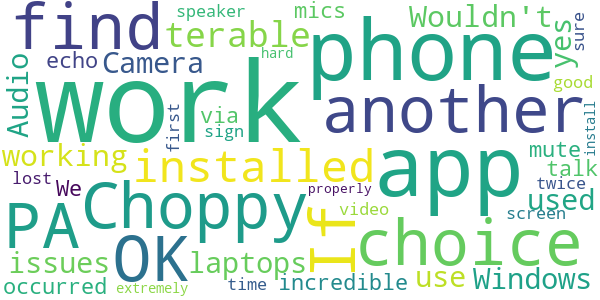 speaker mics Wouldn't yes sure
find terable phone hard
Audio echo Camera good
work another install
first via sign mute
working installed app talk
lost We properly twice
PA Choppy If choice used
OK video screen
issues laptops use Windows
occurred extremely time incredible